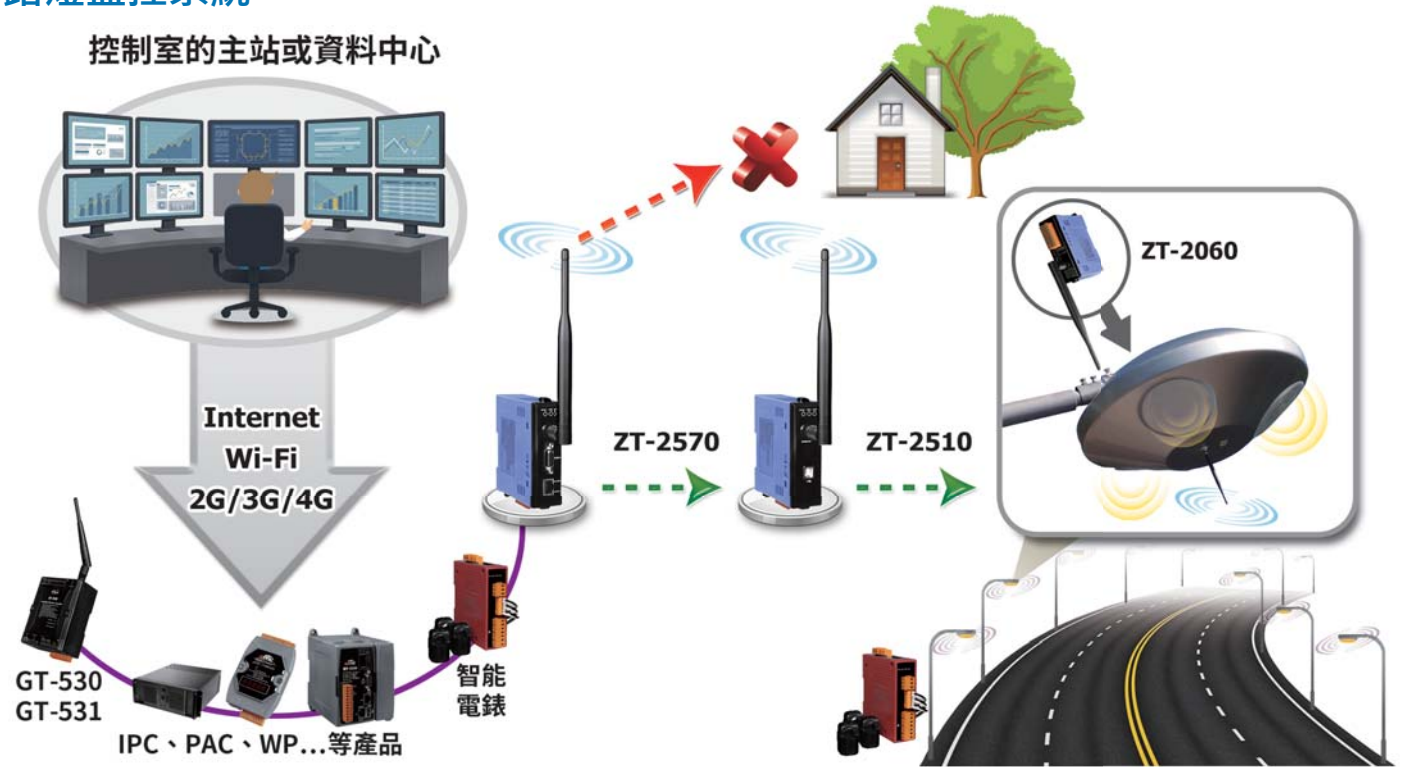 控制室的主站或資料中心
ZT-2060
Internet
Wi-Fi
2G/3G/4G
ZT-2570
ZT-2510
GT-530
GT-531
智能
電錶
IPC、PAC、WP...等產品